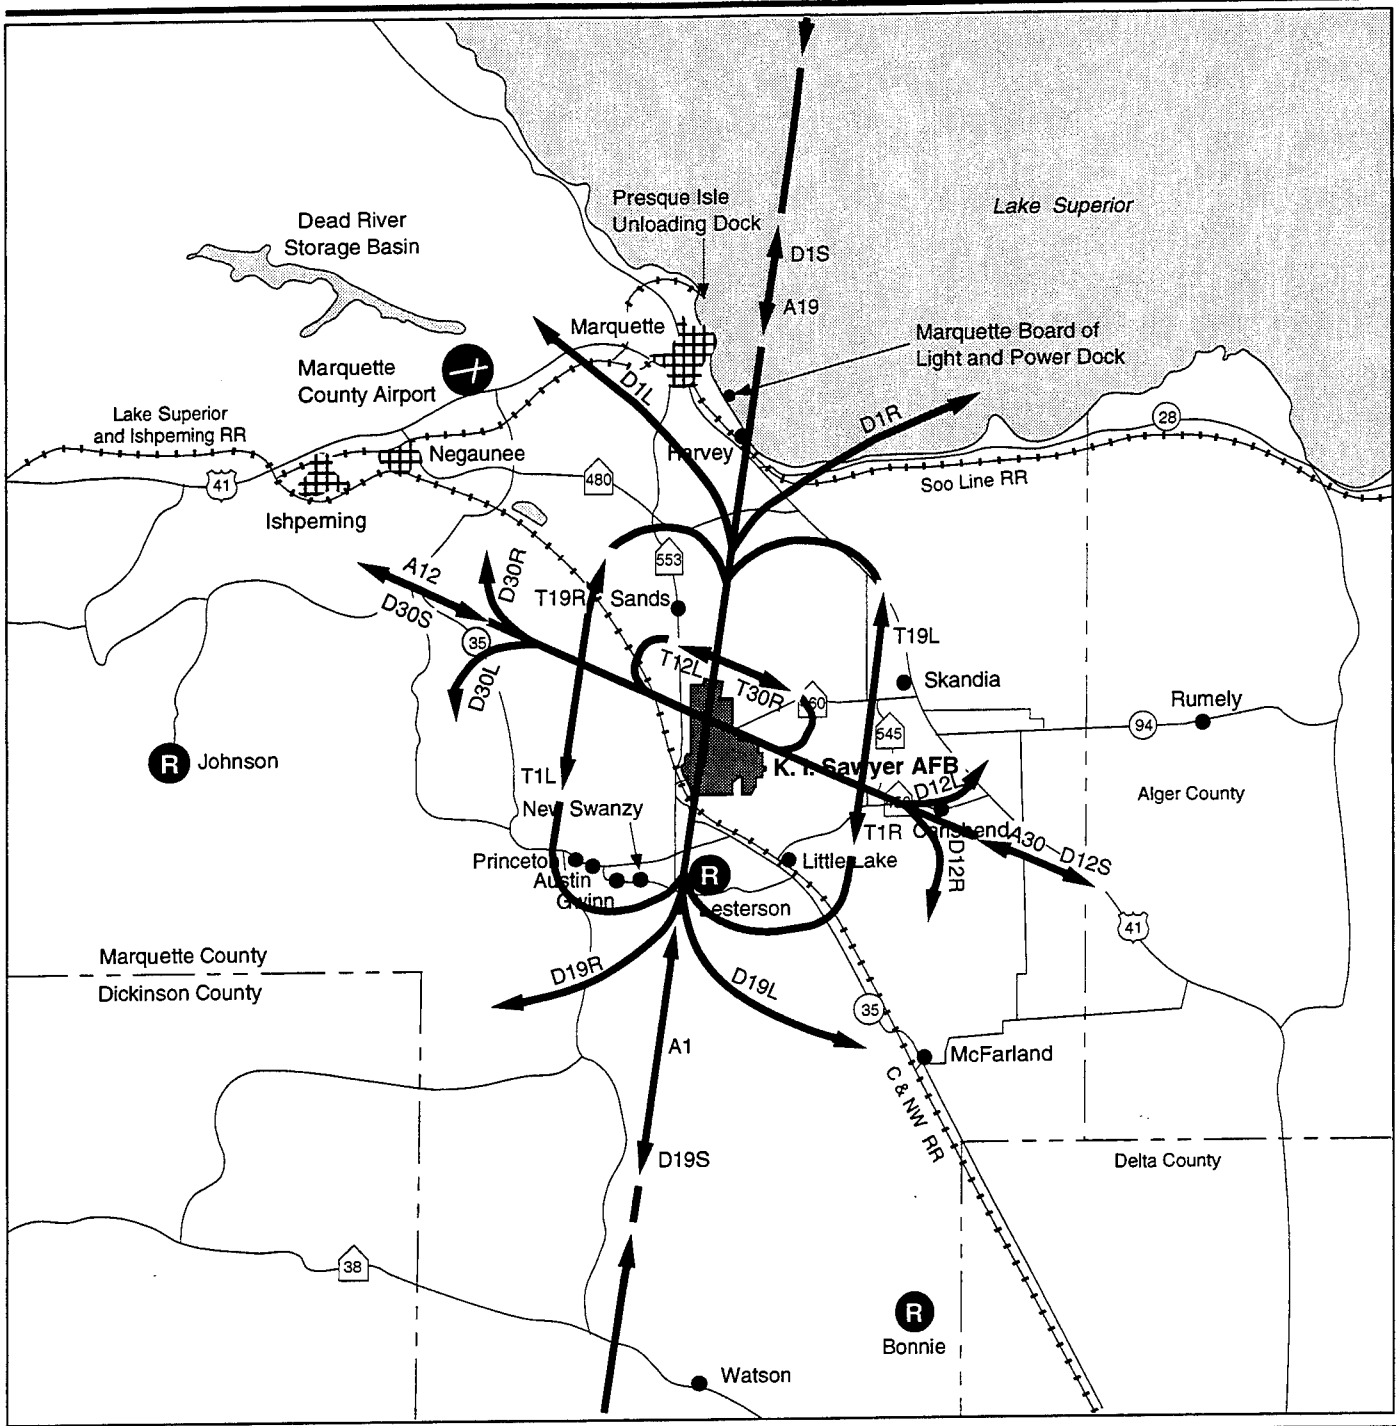 Presque Isle
Unloading Dock
Lake Superior
Dead River
Storage Basin
D1S
A19
Marquette
Marquette Board of
Light and Power Dock
Marquette
County Airport
D1L
D1R
Lake Superior
and Ishpeming RR
28
Negaunee
Harvey
41
480
Soo Line RR
Ishpeming
553
A12
D30R
D30S
T19R
Sands
35
T19L
T12L
D30L
T30R
Skandia
460
Rumely
94
545
R
Johnson
T1L
K. I. Sawyer AFB
D12L
New Swanzy
Alger County
T1R
Carlshend
A30
D12S
Princeton
Little Lake
D12R
Austin
R
Gwinn
Lesterson
41
Marquette County
D19R
D19L
Dickinson County
35
A1
McFarland
C & NW RR
D19S
Delta County
38
R
Bonnie
Watson